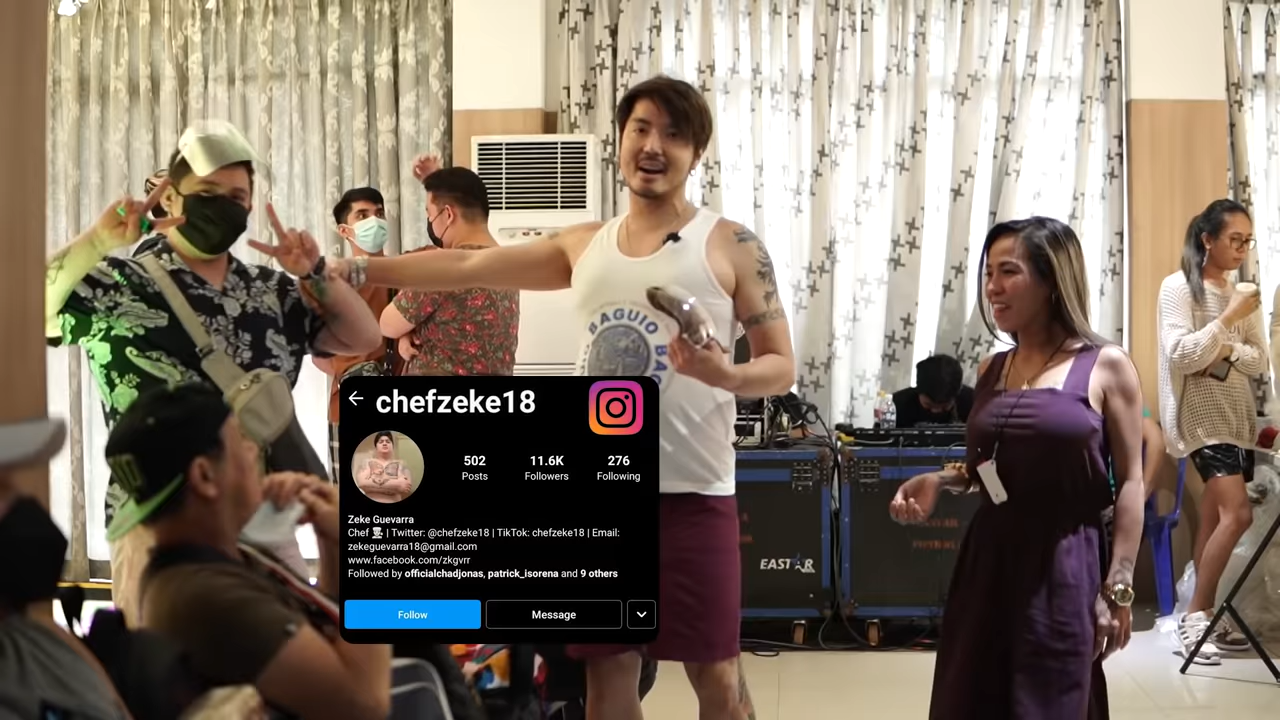 BAGUIO BAG
chefzeke18
502
11.6K
276
Posts
Followers
Following
Zeke Guevarra
Chef 👨‍🍳 | Twitter: @chefzeke18 | TikTok: chefzeke18 | Email:
zekeguevarra18@gmail.com
www.facebook.com/zkgvrr
Followed by officialchadjonas, patrick_isorena and 9 others
Follow
Message
EASTAR